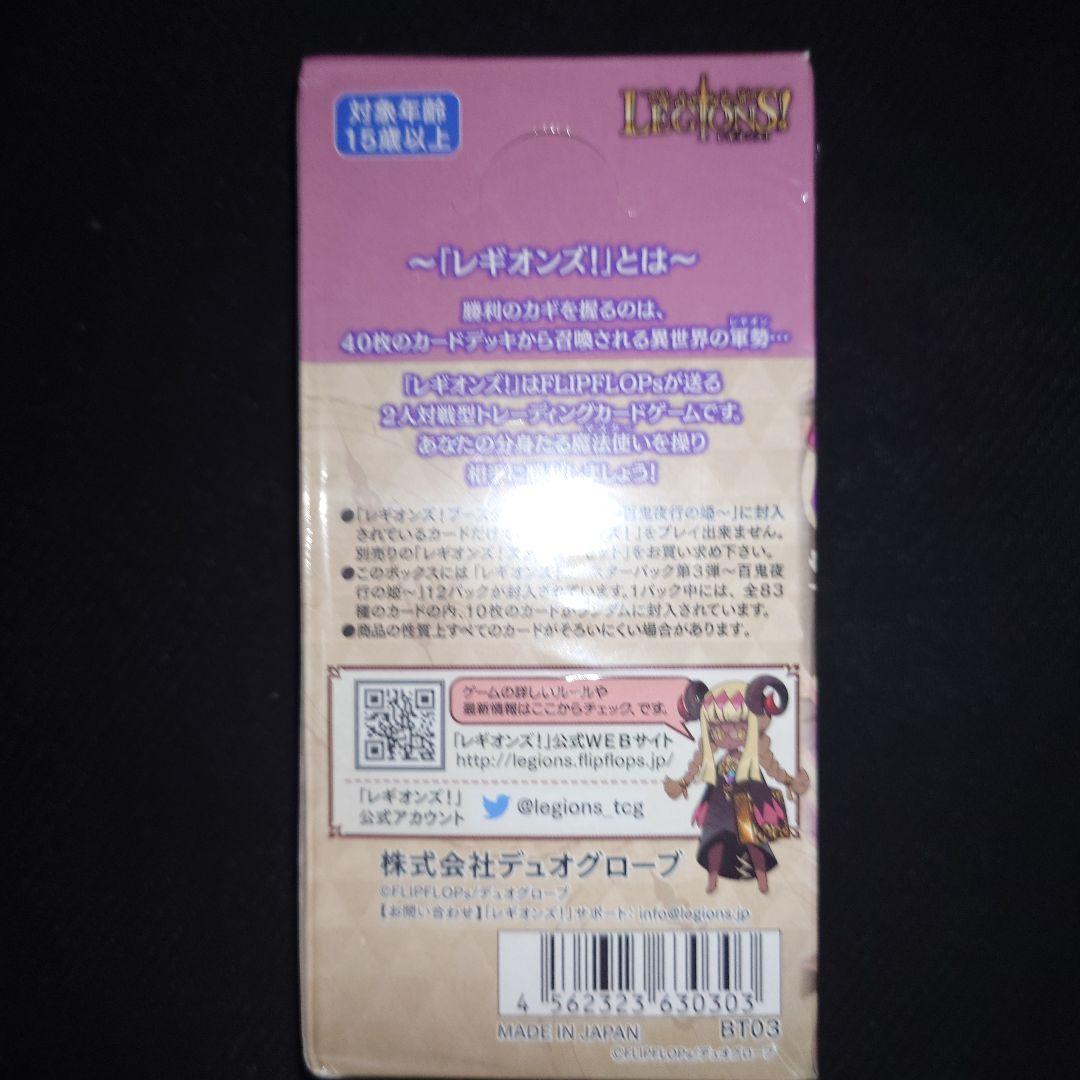 対象年齢
15歳以上
LEGIONS!
～「レギオンズ!」とは～
勝利のカギを握るのは、
レギオン
40枚のカードデッキから召喚される異世界の軍勢…
「レギオンズ!」はFLIPFLOPsが送る
2人対戦型トレーディングカードゲームです。
あなたの分身たる魔法使いを操り
しょう!
●「レギオンズ!ブース 百鬼夜行の姫～」に封入
されているカードだけ ズ!」をプレイ出来ません。
別売りの「レギオンズ! セット」をお買い求め下さい。
●このボックスには「レギオンズ! スターパック第3弾～百鬼夜
行の姫～」12パックが封入されています。1パック中には、全83
種のカードの内、10枚のカードがランダムに封入されています。
●商品の性質上すべてのカードがそろいにくい場合があります。
ゲームの詳しいルールや
最新情報はここからチェック、です。
「レギオンズ!」公式WEBサイト
http://legions.flipflops.jp/
「レギオンズ!」
公式アカウント
@legions_tcg
株式会社デュオグローブ
©FLIPFLOPs/デュオグローブ
【お問い合わせ】「レギオンズ!」サポート: info@legions.jp
4 562323 630303
MADE IN JAPAN BT03
©FLIPFLOPs/デュオグローブ